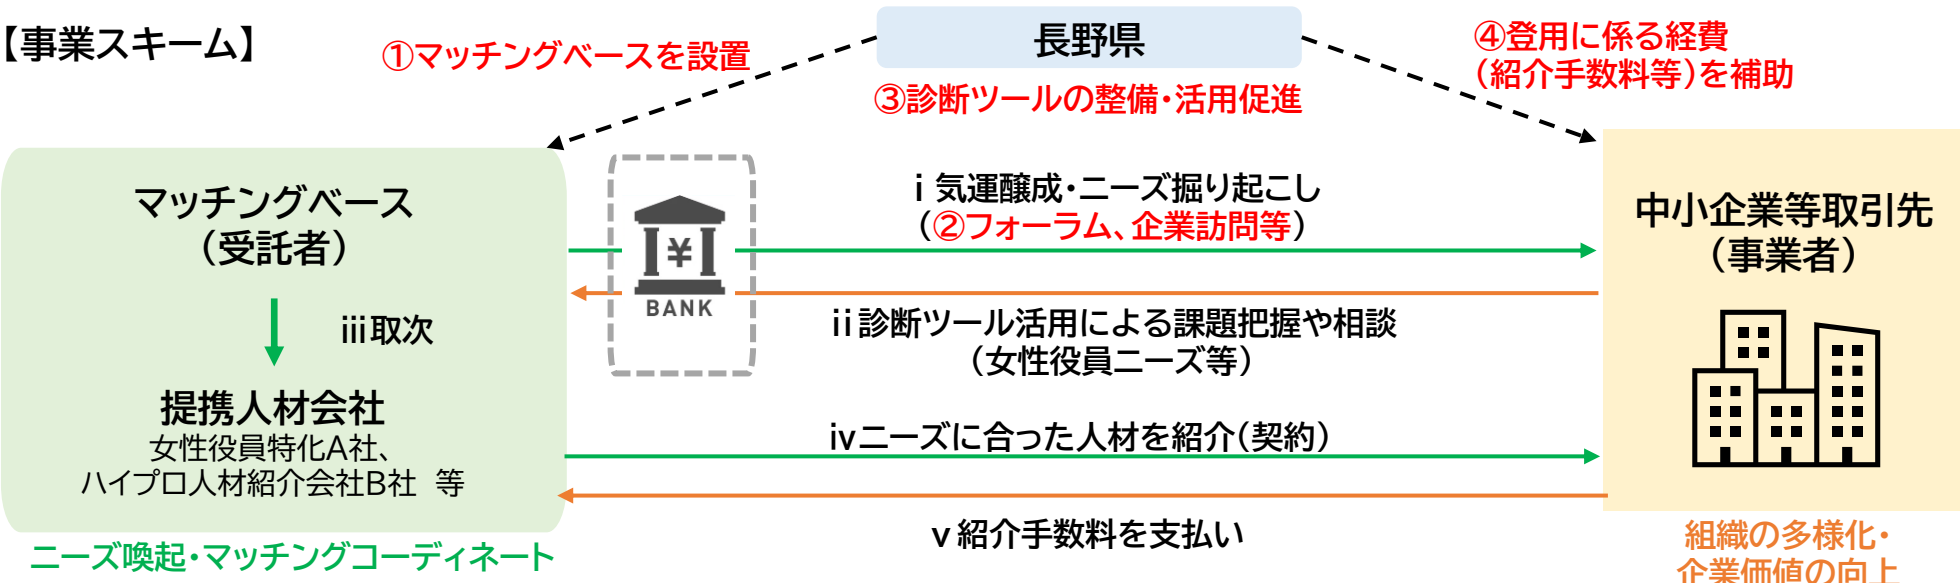 【事業スキーム】
長野県
①マッチングベースを設置
③診断ツールの整備・活用促進
④登用に係る経費
（紹介手数料等）を補助
マッチングベース
（受託者）
ⅲ取次
提携人材会社
女性役員特化A社、
ハイプロ人材紹介会社B社 等
ニーズ喚起・マッチングコーディネート
¥
BANK
ⅰ 気運醸成・ニーズ掘り起こし
（②フォーラム、企業訪問等）
ⅱ診断ツール活用による課題把握や相談
（女性役員ニーズ等）
ⅳニーズに合った人材を紹介（契約）
ⅴ紹介手数料を支払い
中小企業等取引先
（事業者）
組織の多様化・
企業価値の向上